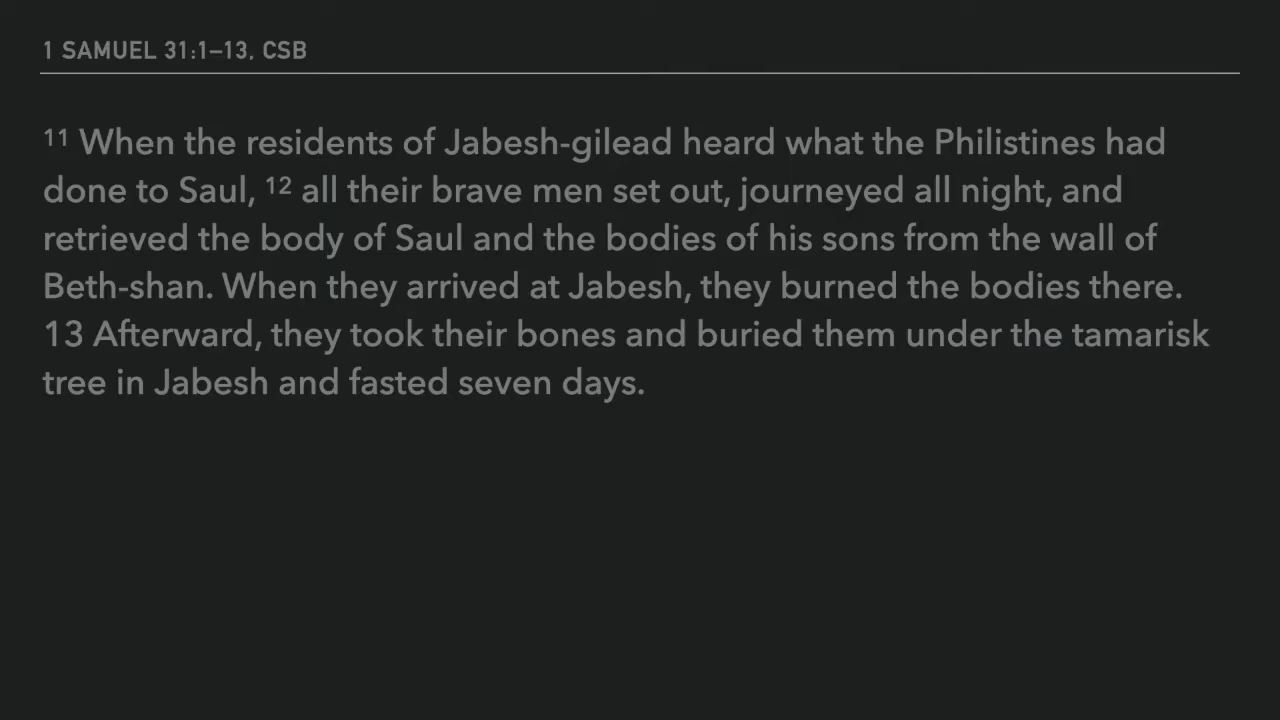 1 SAMUEL 31:1–13, CSB
¹¹ When the residents of Jabesh-gilead heard what the Philistines had
done to Saul, ¹² all their brave men set out, journeyed all night, and
retrieved the body of Saul and the bodies of his sons from the wall of
Beth-shan. When they arrived at Jabesh, they burned the bodies there.
13 Afterward, they took their bones and buried them under the tamarisk
tree in Jabesh and fasted seven days.